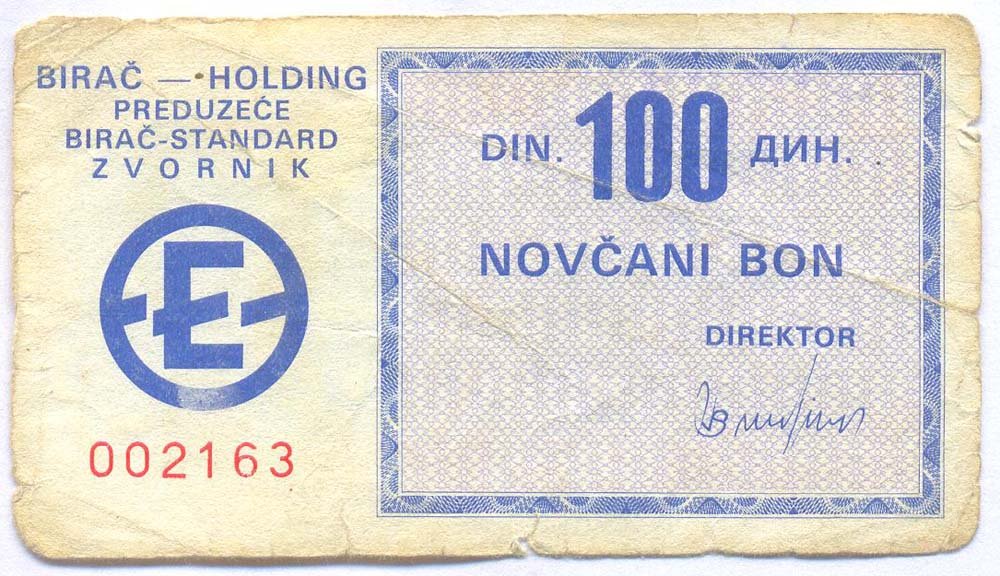 BIRAČ — HOLDING
PREDUZEĆE
BIRAČ-STANDARD
ZVORNIK
E
002163
DIN. 100 ДИН.
NOVČANI BON
DIREKTOR